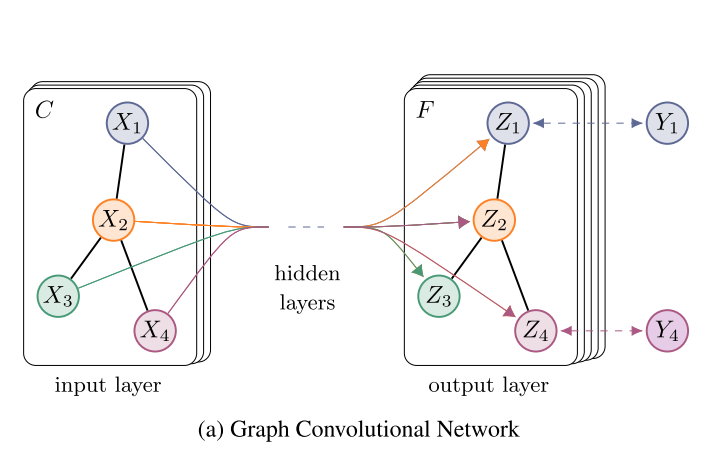 C
F
X₁
Z₁
Y₁
X₂
Z₂
hidden
layers
X₃
Z₃
X₄
Z₄
Y₄
input layer
output layer
(a) Graph Convolutional Network